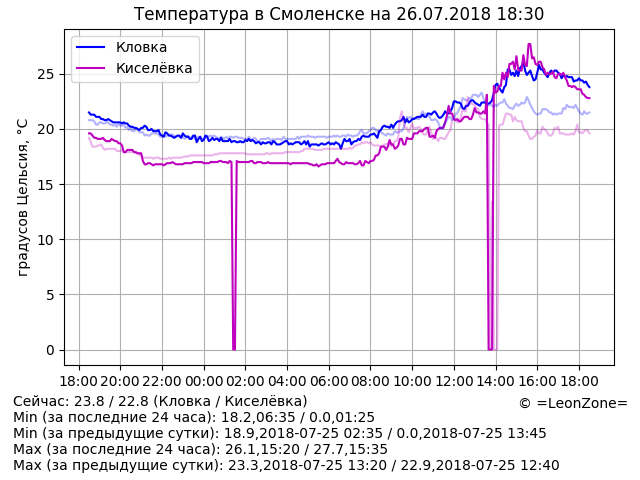 Температура в Смоленске на 26.07.2018 18:30
Кловка
Киселёвка
градусов Цельсия, °C
25
20
15
10
5
0
18:00 20:00 22:00 00:00 02:00 04:00 06:00 08:00 10:00 12:00 14:00 16:00 18:00
Сейчас: 23.8 / 22.8 (Кловка / Киселёвка)
© =LeonZone=
Min (за последние 24 часа): 18.2,06:35 / 0.0,01:25
Min (за предыдущие сутки): 18.9,2018-07-25 02:35 / 0.0,2018-07-25 13:45
Max (за последние 24 часа): 26.1,15:20 / 27.7,15:35
Max (за предыдущие сутки): 23.3,2018-07-25 13:20 / 22.9,2018-07-25 12:40